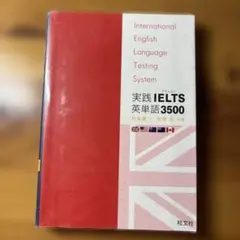 International
English
Language
Testing
System
実践IELTS
英単語3500
旺文社